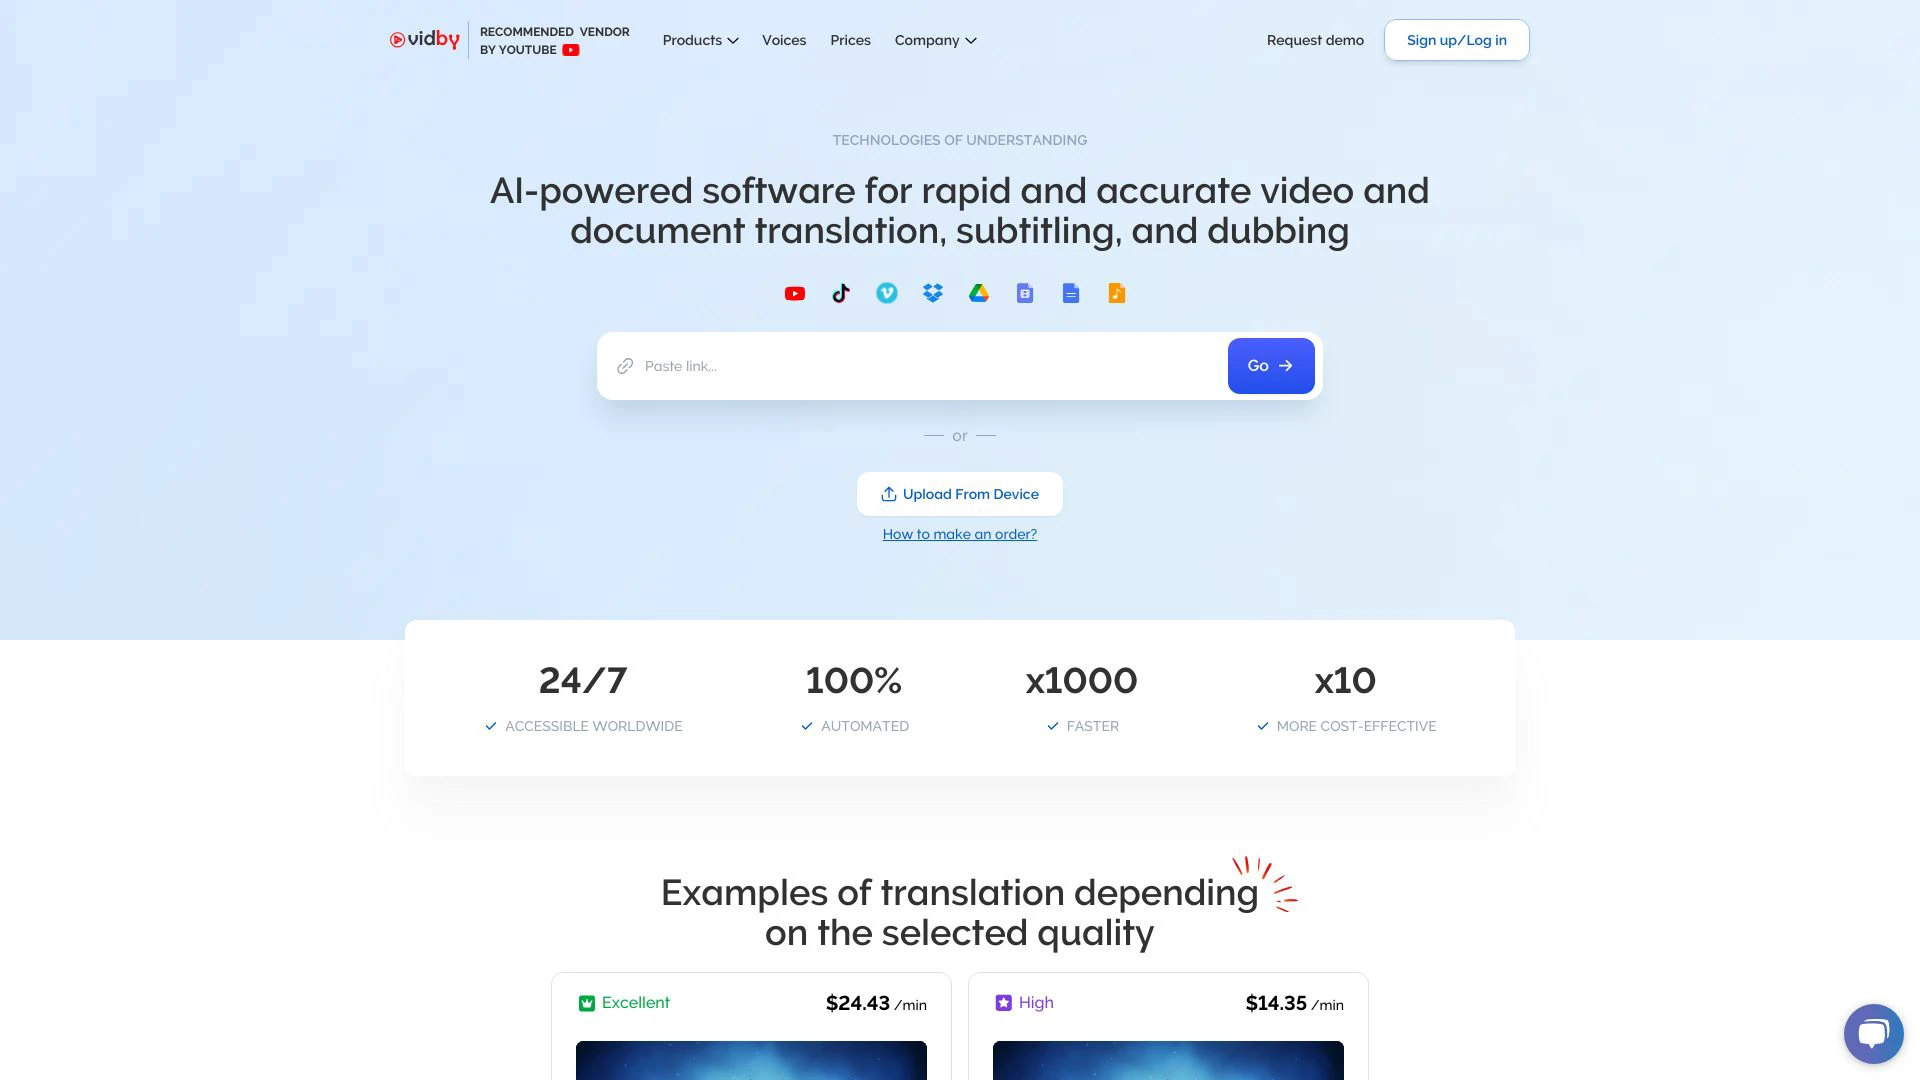 vidby
RECOMMENDED VENDOR
BY YOUTUBE
Products
Voices
Prices
Company
Request demo
Sign up/Log in
TECHNOLOGIES OF UNDERSTANDING
AI-powered software for rapid and accurate video and
document translation, subtitling, and dubbing
Paste link...
Go
or
Upload From Device
How to make an order?
24/7
ACCESSIBLE WORLDWIDE
100%
AUTOMATED
x1000
FASTER
x10
MORE COST-EFFECTIVE
Examples of translation depending
on the selected quality
Excellent
$24.43 /min
High
$14.35 /min